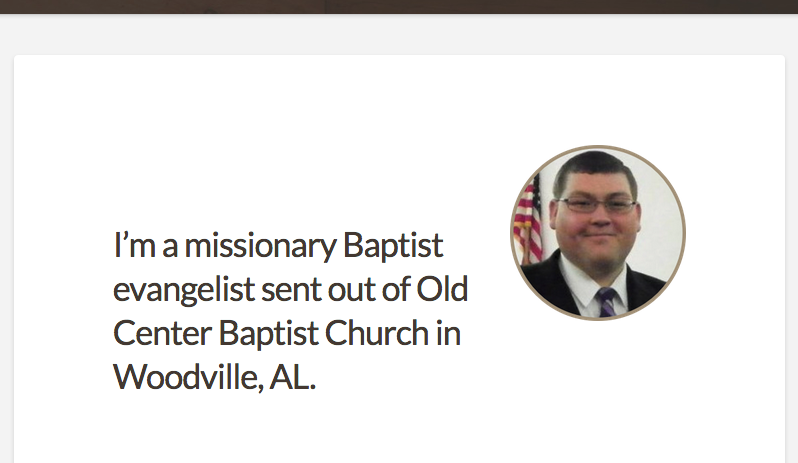 I’m a missionary Baptist
evangelist sent out of Old
Center Baptist Church in
Woodville, AL.